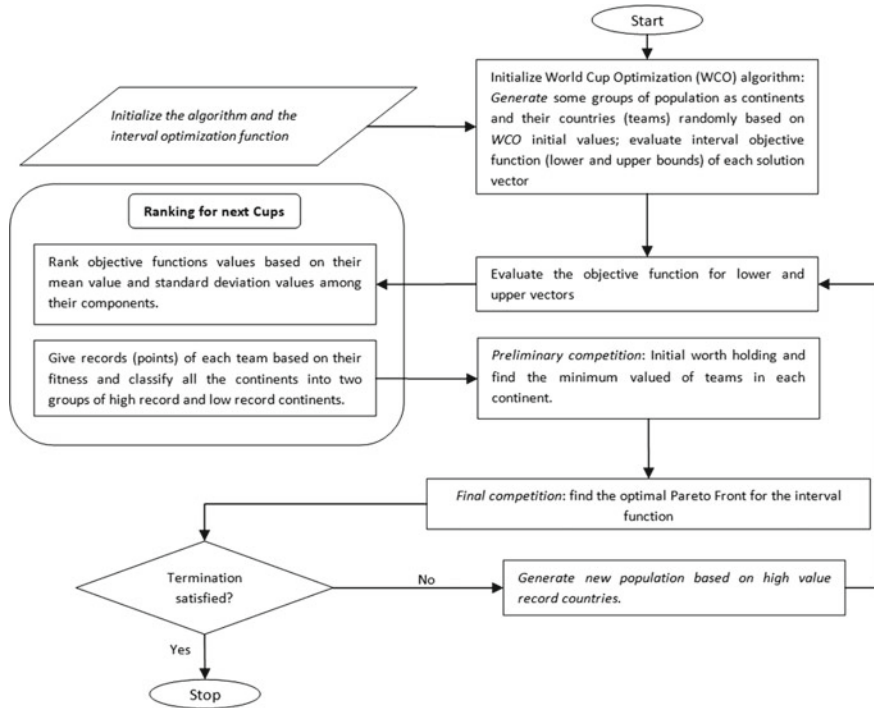 Start
Initialize the algorithm and the
interval optimization function
Initialize World Cup Optimization (WCO) algorithm:
Generate some groups of population as continents
and their countries (teams) randomly based on
WCO initial values; evaluate interval objective
function (lower and upper bounds) of each solution
vector
Ranking for next Cups
Rank objective functions values based on their
mean value and standard deviation values among
their components.
Evaluate the objective function for lower and
upper vectors
Give records (points) of each team based on their
fitness and classify all the continents into two
groups of high record and low record continents.
Preliminary competition: Initial worth holding and
find the minimum valued of teams in each
continent.
Final competition: find the optimal Pareto Front for the interval
function
Termination
satisfied?
No
Generate new population based on high value
record countries.
Yes
Stop